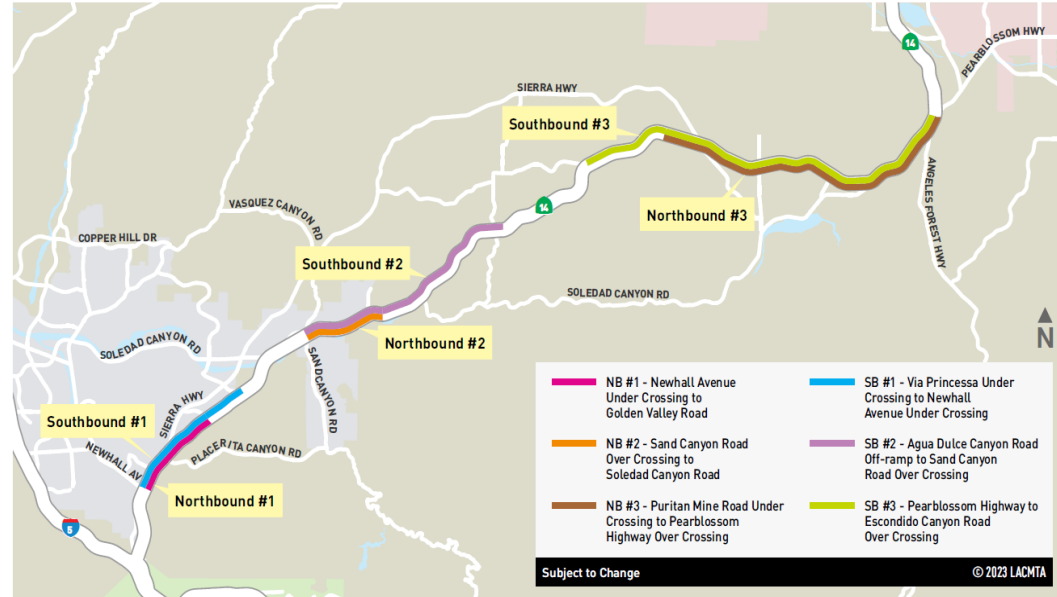 14
PEARBLOSSOM HWY
SIERRA HWY
Southbound #3
ANGELES FOREST HWY
14
Northbound #3
VASQUEZ CANYON RD
COPPER HILL DR
Southbound #2
SOLEDAD CANYON RD
N
Northbound #2
SOLEDAD CANYON RD
SAND CANYON RD
SIERRA HWY
Southbound #1
PLACERITA CANYON RD
NEWHALL AV
Northbound #1
5
NB #1 - Newhall Avenue
Under Crossing to
Golden Valley Road
SB #1 - Via Princessa Under
Crossing to Newhall
Avenue Under Crossing
NB #2 - Sand Canyon Road
Over Crossing to
Soledad Canyon Road
SB #2 - Agua Dulce Canyon Road
Off-ramp to Sand Canyon
Road Over Crossing
NB #3 - Puritan Mine Road Under
Crossing to Pearblossom
Highway Over Crossing
SB #3 - Pearblossom Highway to
Escondido Canyon Road
Over Crossing
Subject to Change
© 2023 LACMTA